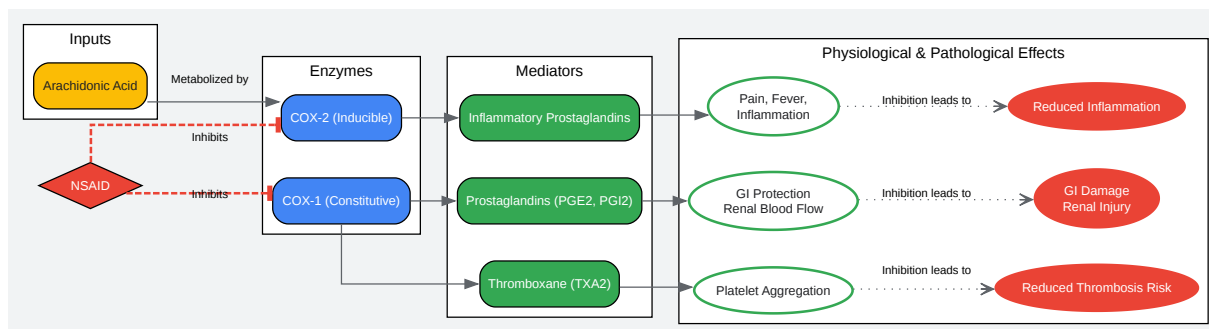 Inputs
Arachidonic Acid
Metabolized by
Inhibits
NSAID
Inhibits
Enzymes
COX-2 (Inducible)
COX-1 (Constitutive)
Mediators
Inflammatory Prostaglandins
Prostaglandins (PGE2, PGI2)
Thromboxane (TXA2)
Physiological & Pathological Effects
Pain, Fever,
Inflammation
Inhibition leads to
Reduced Inflammation
GI Protection
Renal Blood Flow
Inhibition leads to
GI Damage
Renal Injury
Platelet Aggregation
Inhibition leads to
Reduced Thrombosis Risk